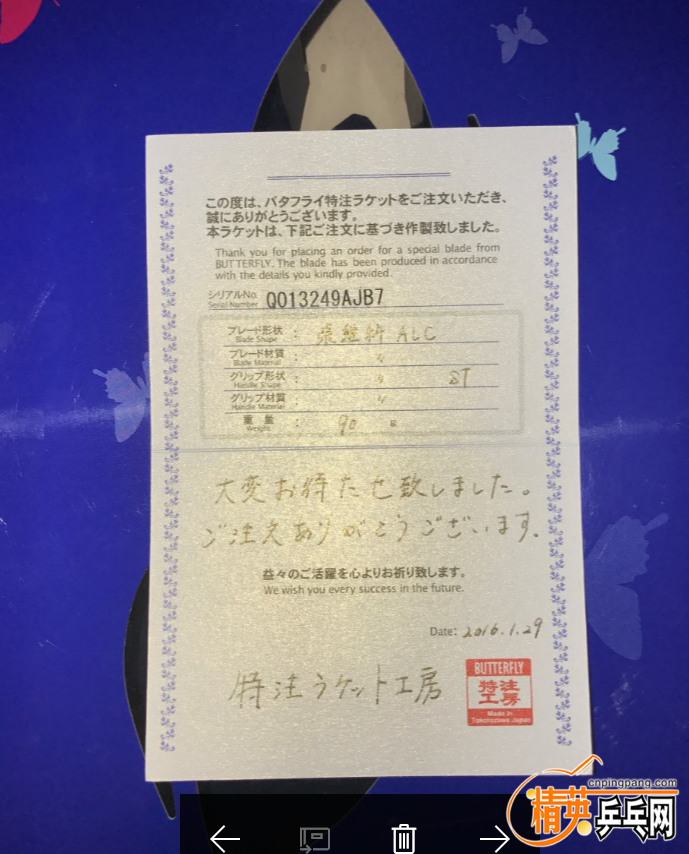 この度は、バタフライ特注ラケットをご注文いただき、
誠にありがとうございます。
本ラケットは、下記ご注文に基づき作製致しました。
Thank you for placing an order for a special blade from
BUTTERFLY. The blade has been produced in accordance
with the details you kindly provided.
シリアルNo.
Serial Number Q013249AJB7
ブレード形状
Blade Shape : 張継科 ALC
ブレード材質
Blade Material : 〃
グリップ形状
Handle Shape : 〃 ST
グリップ材質
Handle Material : 〃
重量
Weight : 90
大変お待たせ致しました。
ご注文ありがとうございます。
益々のご活躍を心よりお祈り致します。
We wish you every success in the future.
Date: 2016.1.29
特注ラケット工房
BUTTERFLY
特注
工房
Made in
Tokorozawa Japan
cnpingpang.com
精英乒乓网